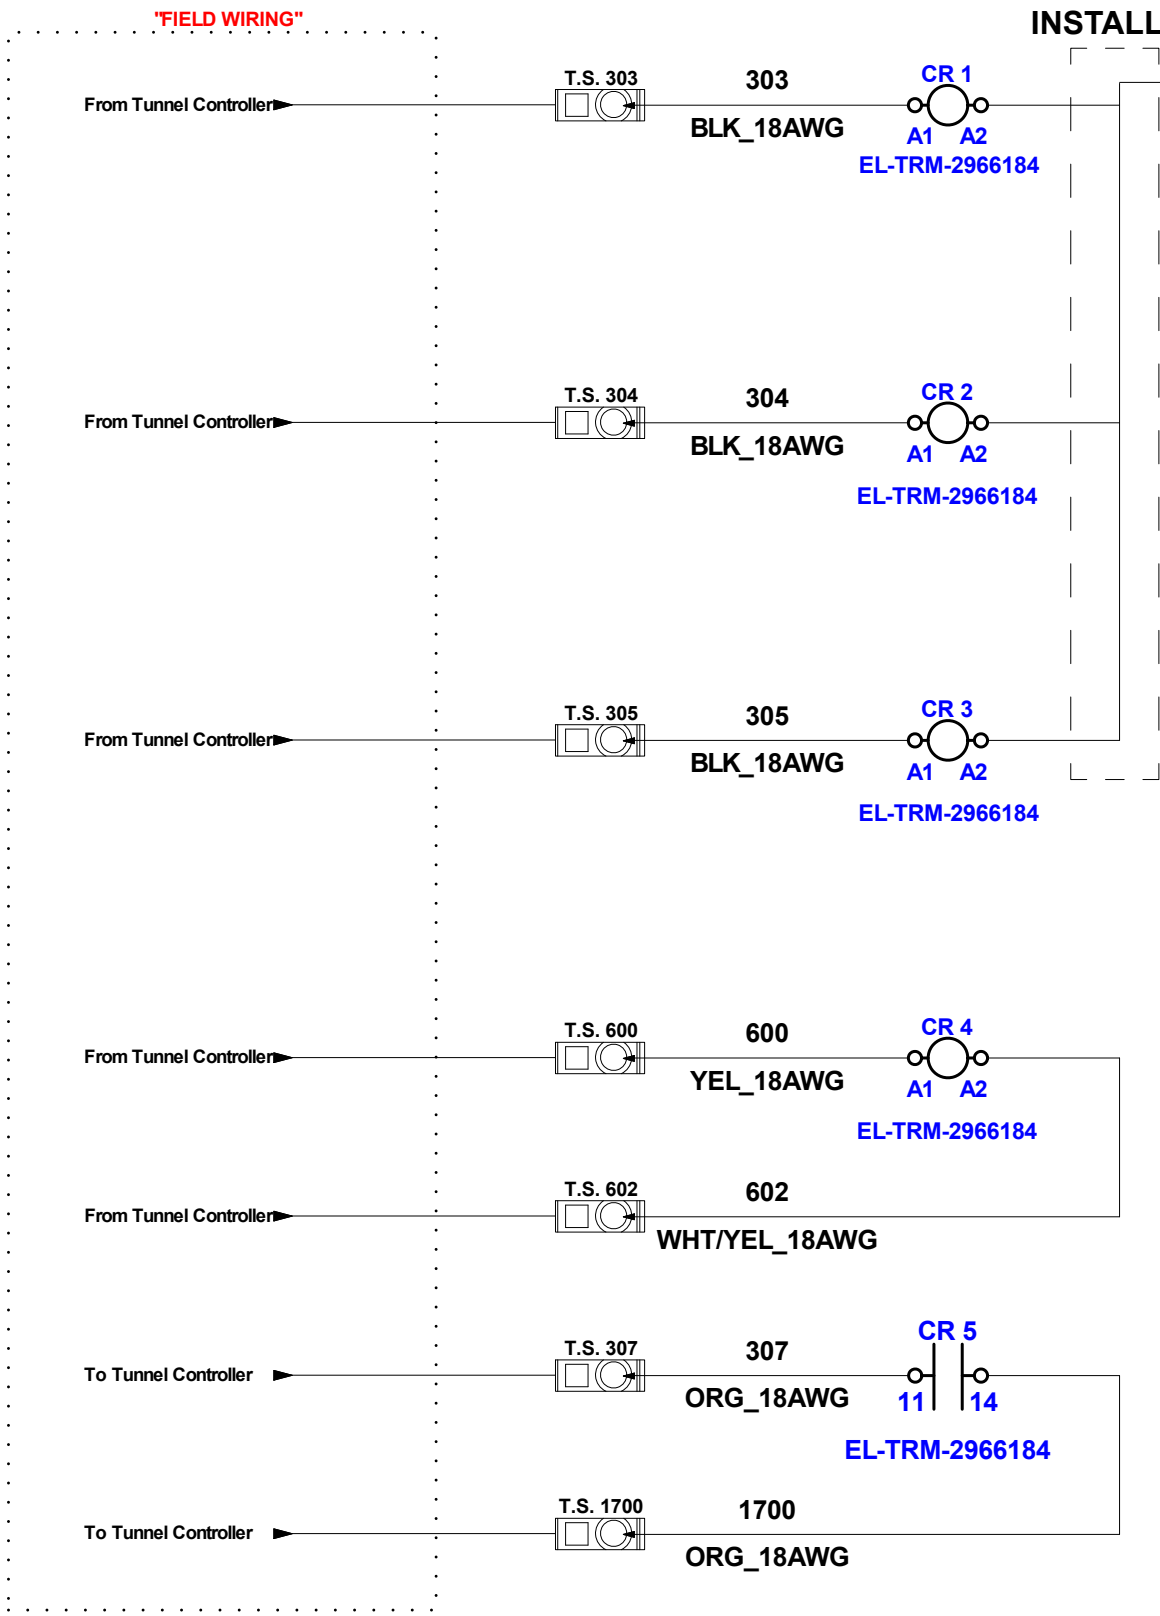 "FIELD WIRING"
INSTALL
From Tunnel Controller
T.S. 303
303
BLK_18AWG
CR 1
A1 A2
EL-TRM-2966184
From Tunnel Controller
T.S. 304
304
BLK_18AWG
CR 2
A1 A2
EL-TRM-2966184
From Tunnel Controller
T.S. 305
305
BLK_18AWG
CR 3
A1 A2
EL-TRM-2966184
From Tunnel Controller
T.S. 600
600
YEL_18AWG
CR 4
A1 A2
EL-TRM-2966184
From Tunnel Controller
T.S. 602
602
WHT/YEL_18AWG
To Tunnel Controller
T.S. 307
307
ORG_18AWG
CR 5
11 14
EL-TRM-2966184
To Tunnel Controller
T.S. 1700
1700
ORG_18AWG